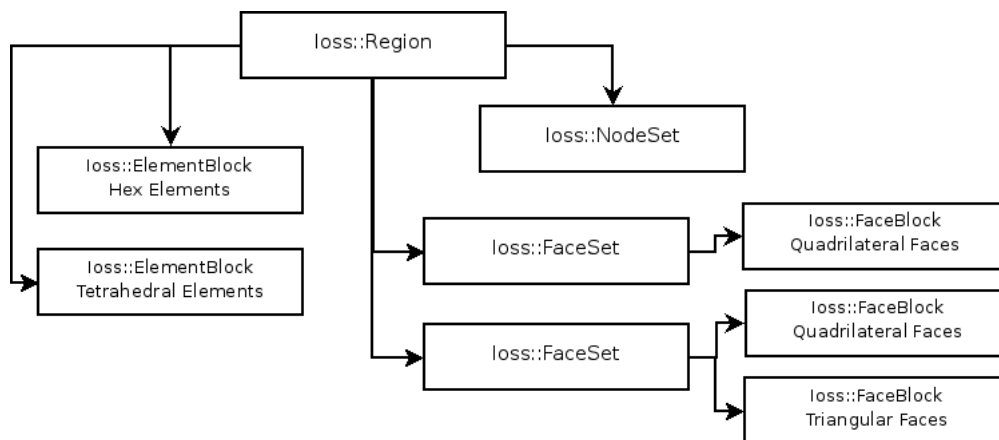 Ioss::Region
Ioss::NodeSet
Ioss::ElementBlock
Hex Elements
Ioss::ElementBlock
Tetrahedral Elements
Ioss::FaceSet
Ioss::FaceBlock
Quadrilateral Faces
Ioss::FaceSet
Ioss::FaceBlock
Quadrilateral Faces
Ioss::FaceBlock
Triangular Faces